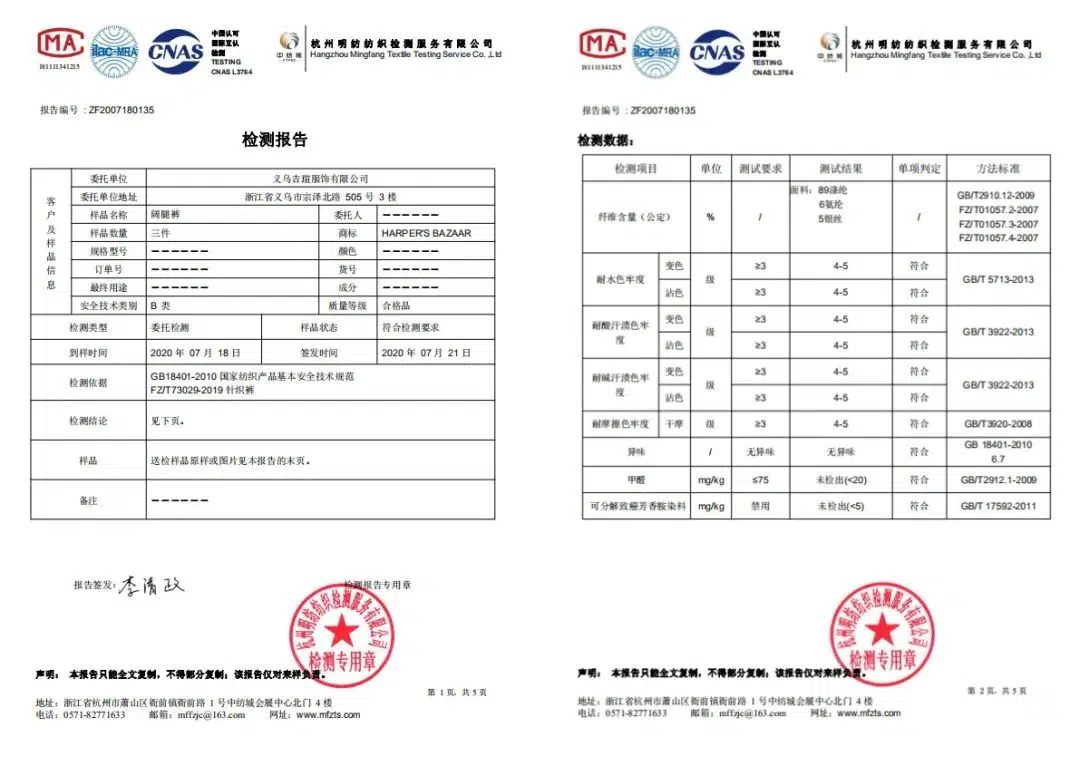 MA
181111341215
ilac-MRA
CNAS
中国认可
国际互认
检测
TESTING
CNAS L3764
中纺城
杭州明纺纺织检测服务有限公司
Hangzhou Mingfang Textile Testing Service Co. ,Ltd
报告编号 : ZF2007180135
检测报告
客户及样品信息
委托单位 义乌吉瑄服饰有限公司
委托单位地址 浙江省义乌市宗泽北路 505 号 3 楼
样品名称 阔腿裤 委托人 ------
样品数量 三件 商标 HARPER'S BAZAAR
规格型号 ------ 颜色 ------
订单号 ------ 货号 ------
最终用途 ------ 成分 ------
安全技术类别 B 类 质量等级 合格品
检测类型 委托检测 样品状态 符合检测要求
到样时间 2020 年 07 月 18 日 签发时间 2020 年 07 月 21 日
检测依据 GB18401-2010 国家纺织产品基本安全技术规范
FZ/T73029-2019 针织裤
检测结论 见下页。
样品 送检样品原样或图片见本报告的末页。
备注 ------
报告签发: 李清政
检测报告专用章
杭州明纺纺织检测服务有限公司
检测专用章
声明： 本报告只能全文复制，不得部分复制；该报告仅对来样负责。
第 1 页, 共 5 页
地址：浙江省杭州市萧山区衙前镇衙前路 1 号中纺城会展中心北门 4 楼
电话：0571-82771633 邮箱：mffzjc@163.com 网址：www.mfzts.com
MA
181111341215
ilac-MRA
CNAS
中国认可
国际互认
检测
TESTING
CNAS L3764
中纺城
杭州明纺纺织检测服务有限公司
Hangzhou Mingfang Textile Testing Service Co. ,Ltd
报告编号 : ZF2007180135
检测数据:
检测项目 单位 测试要求 测试结果 单项判定 方法标准
纤维含量（公定） % / 面料：89涤纶
6氨纶
5银丝
/ GB/T2910.12-2009
FZ/T01057.2-2007
FZ/T01057.3-2007
FZ/T01057.4-2007
耐水色牢度 变色 级 ≥3 4-5 符合 GB/T 5713-2013
沾色 ≥3 4-5 符合
耐酸汗渍色牢度 变色 级 ≥3 4-5 符合 GB/T 3922-2013
沾色 ≥3 4-5 符合
耐碱汗渍色牢度 变色 级 ≥3 4-5 符合 GB/T 3922-2013
沾色 ≥3 4-5 符合
耐摩擦色牢度 干摩 级 ≥3 4-5 符合 GB/T3920-2008
异味 / 无异味 无异味 符合 GB 18401-2010
6.7
甲醛 mg/kg ≤75 未检出(<20) 符合 GB/T2912.1-2009
可分解致癌芳香胺染料 mg/kg 禁用 未检出(<5) 符合 GB/T 17592-2011
杭州明纺纺织检测服务有限公司
检测专用章
声明： 本报告只能全文复制，不得部分复制；该报告仅对来样负责。
第 2 页, 共 5 页
地址：浙江省杭州市萧山区衙前镇衙前路 1 号中纺城会展中心北门 4 楼
电话：0571-82771633 邮箱：mffzjc@163.com 网址：www.mfzts.com